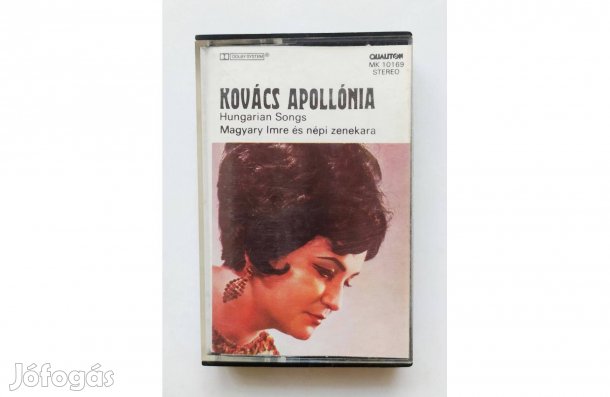 DOLBY SYSTEM®
QUALITON
MK 10169
STEREO
KOVÁCS APOLLÓNIA
Hungarian Songs
Magyary Imre és népi zenekara
Jófogás